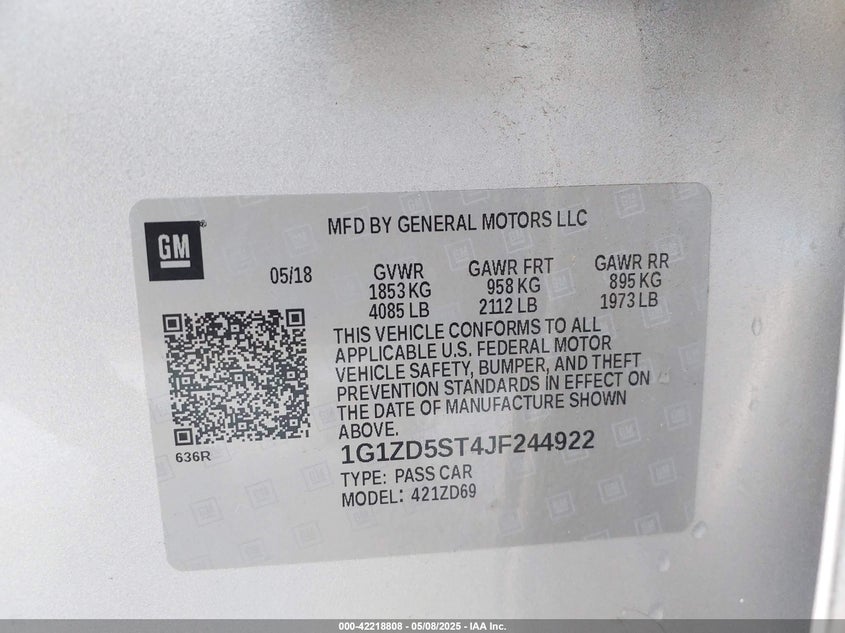 GM
MFD BY GENERAL MOTORS LLC
05/18
GVWR
1853 KG
4085 LB
GAWR FRT
958 KG
2112 LB
GAWR RR
895 KG
1973 LB
THIS VEHICLE CONFORMS TO ALL
APPLICABLE U.S. FEDERAL MOTOR
VEHICLE SAFETY, BUMPER, AND THEFT
PREVENTION STANDARDS IN EFFECT ON
THE DATE OF MANUFACTURE SHOWN
ABOVE.
636R
1G1ZD5ST4JF244922
TYPE: PASS CAR
MODEL: 421ZD69
000-42218808 - 05/08/2025 - IAA Inc.